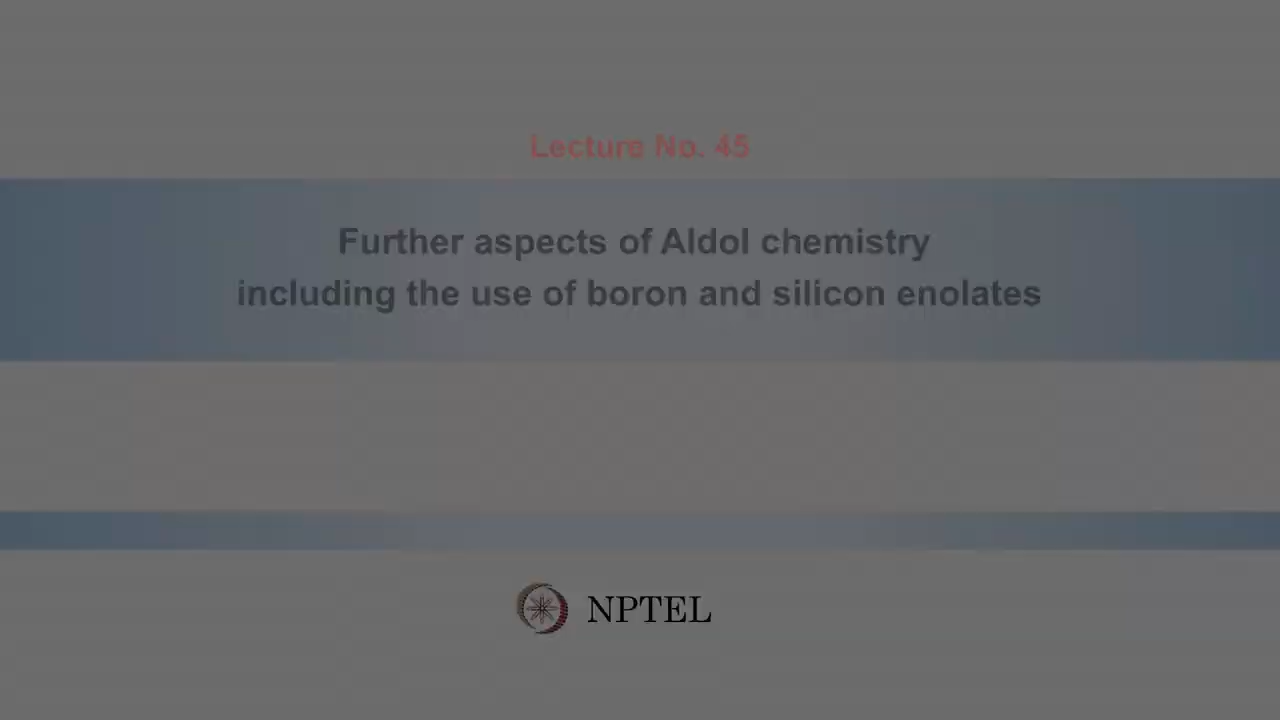 Lecture No. 45
Further aspects of Aldol chemistry
including the use of boron and silicon enolates
NPTEL